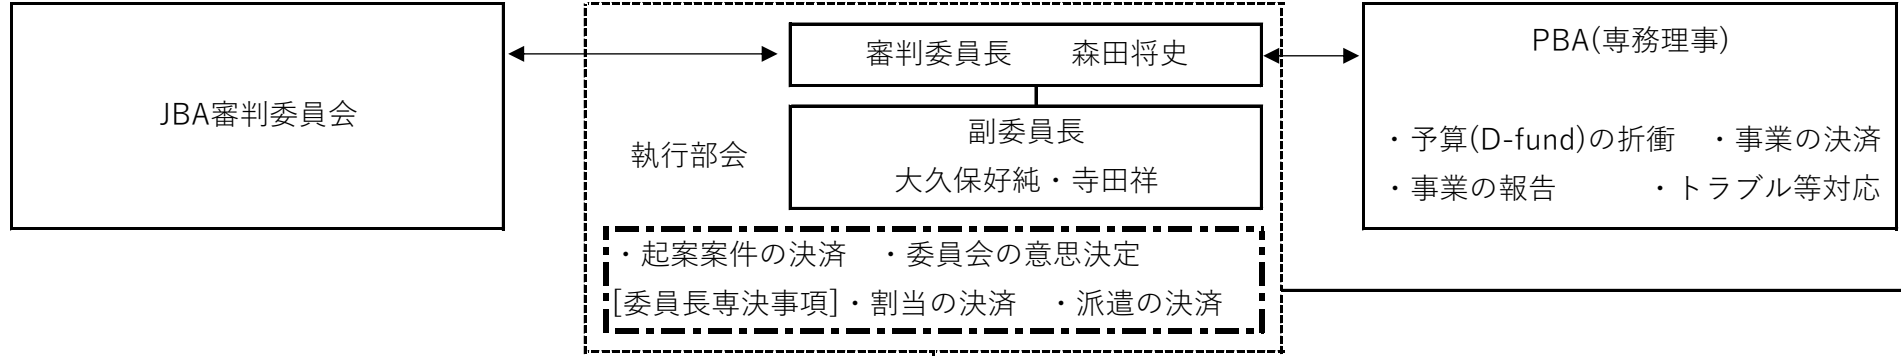 JBA審判委員会
審判委員長　　森田将史
副委員長
大久保好純・寺田祥
執行部会
・起案案件の決済　・委員会の意思決定
[委員長専決事項]・割当の決済　・派遣の決済
PBA(専務理事)
・予算(D-fund)の折衝　・事業の決済
・事業の報告　　　・トラブル等対応